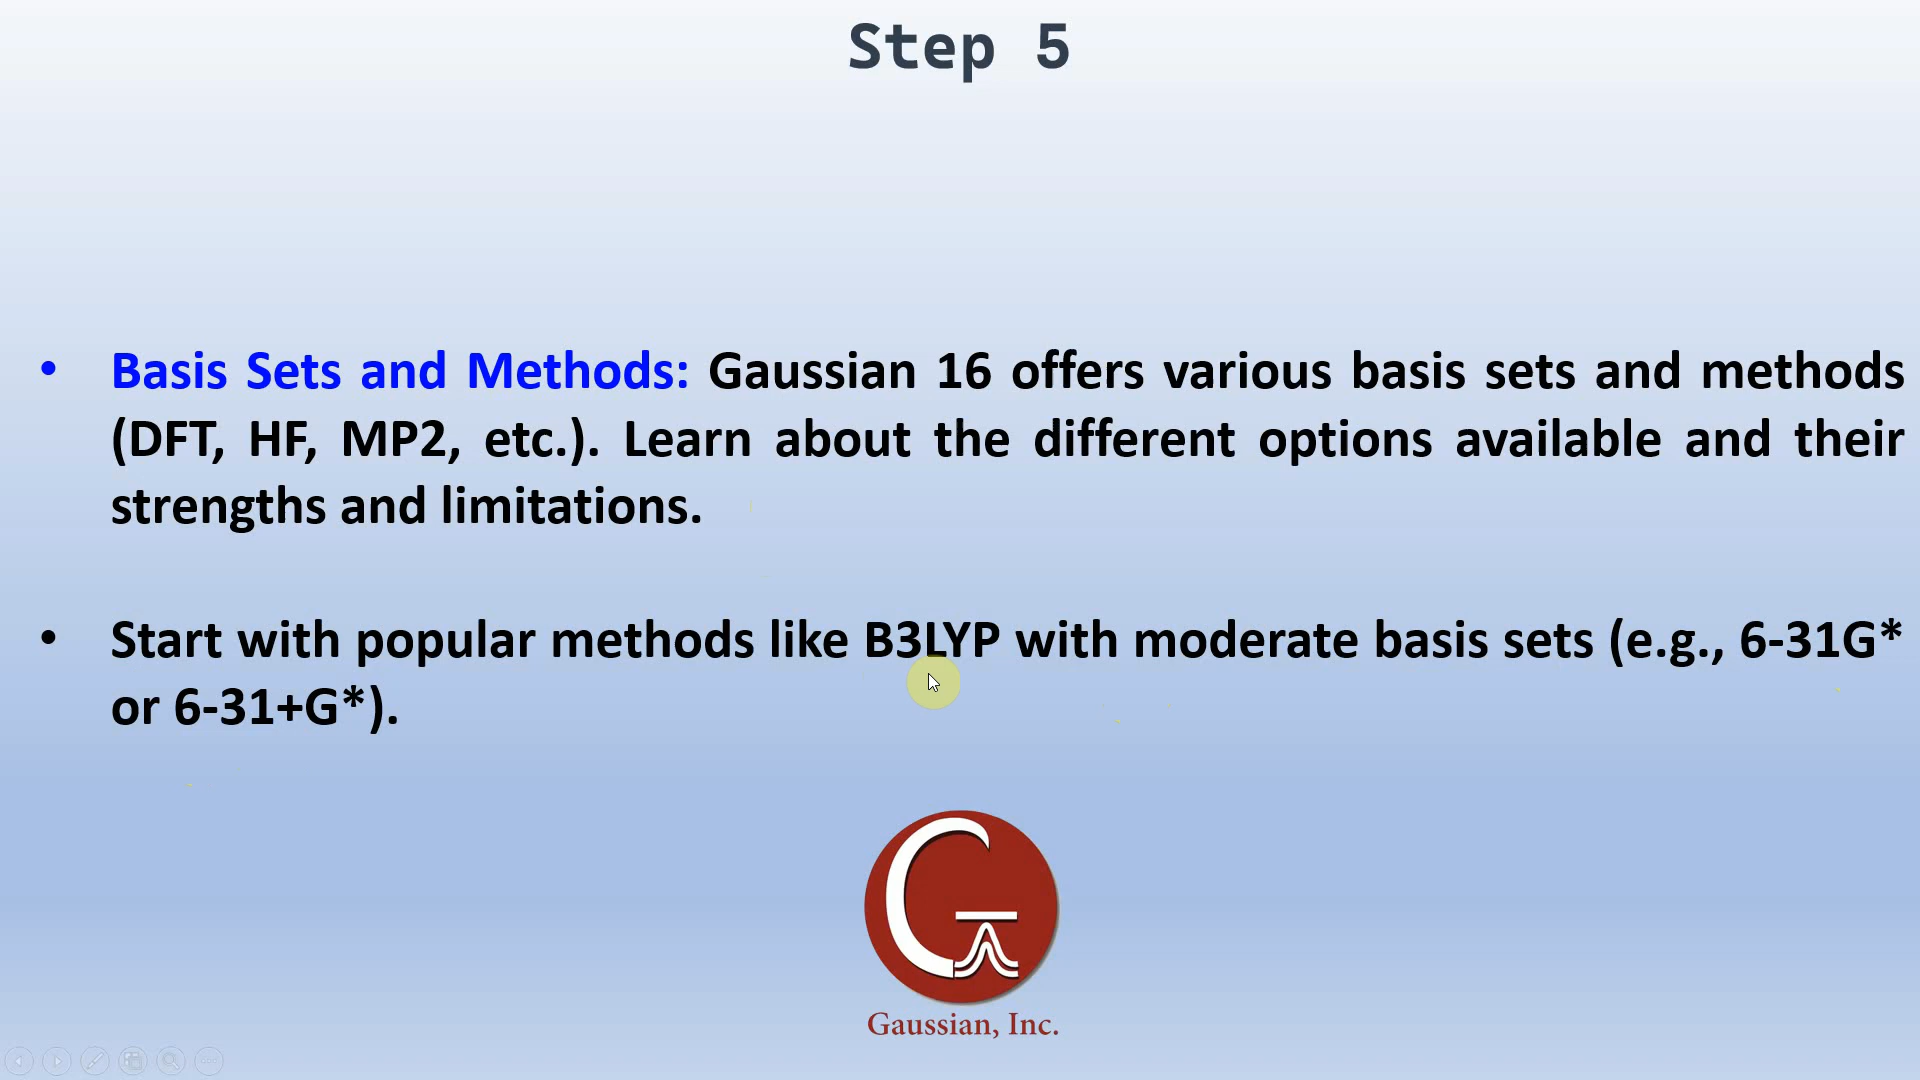 Step 5
• Basis Sets and Methods: Gaussian 16 offers various basis sets and methods
(DFT, HF, MP2, etc.). Learn about the different options available and their
strengths and limitations.
• Start with popular methods like B3LYP with moderate basis sets (e.g., 6-31G*
or 6-31+G*).
Gaussian, Inc.